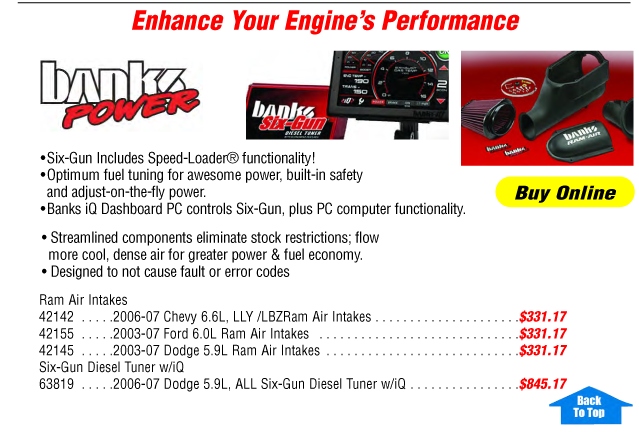 Enhance Your Engine's Performance
banks
POWER
banks
Six-Gun
DIESEL TUNER
190
150
banks
RAM-AIR
•Six-Gun Includes Speed-Loader® functionality!
•Optimum fuel tuning for awesome power, built-in safety
and adjust-on-the-fly power.
•Banks iQ Dashboard PC controls Six-Gun, plus PC computer functionality.
Buy Online
• Streamlined components eliminate stock restrictions; flow
more cool, dense air for greater power & fuel economy.
• Designed to not cause fault or error codes
Ram Air Intakes
42142 . . . . .2006-07 Chevy 6.6L, LLY /LBZRam Air Intakes . . . . . . . . . . . . . . . . . . . . .$331.17
42155 . . . . .2003-07 Ford 6.0L Ram Air Intakes . . . . . . . . . . . . . . . . . . . . . . . . . . . . .$331.17
42145 . . . . .2003-07 Dodge 5.9L Ram Air Intakes . . . . . . . . . . . . . . . . . . . . . . . . . . . .$331.17
Six-Gun Diesel Tuner w/iQ
63819 . . . . .2006-07 Dodge 5.9L, ALL Six-Gun Diesel Tuner w/iQ . . . . . . . . . . . . . . . .$845.17
Back
To Top